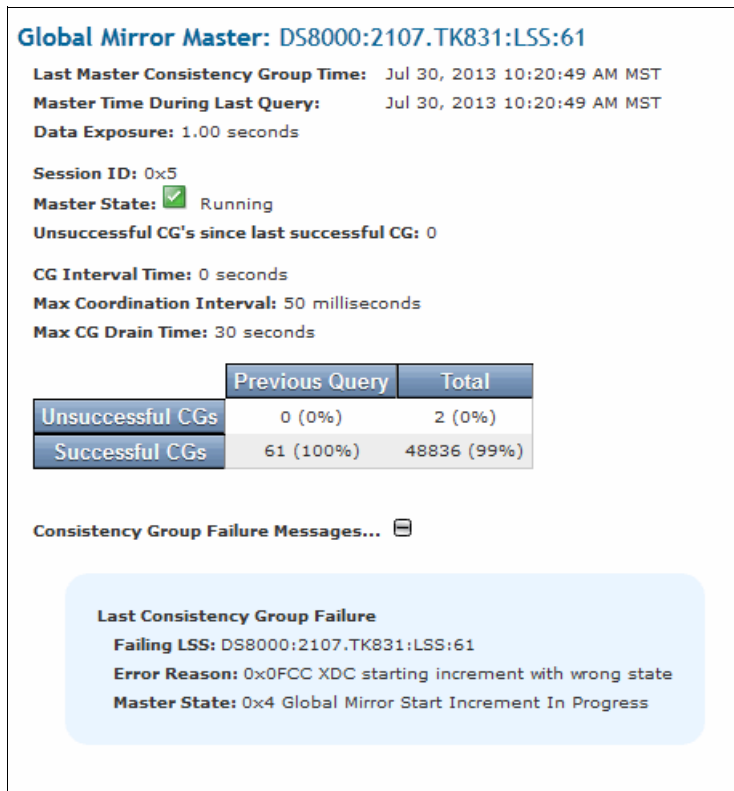 Global Mirror Master: DS8000:2107.TK831:LSS:61
Last Master Consistency Group Time: Jul 30, 2013 10:20:49 AM MST
Master Time During Last Query: Jul 30, 2013 10:20:49 AM MST
Data Exposure: 1.00 seconds
Session ID: 0x5
Master State: Running
Unsuccessful CG's since last successful CG: 0
CG Interval Time: 0 seconds
Max Coordination Interval: 50 milliseconds
Max CG Drain Time: 30 seconds
Previous Query Total
Unsuccessful CGs 0 (0%) 2 (0%)
Successful CGs 61 (100%) 48836 (99%)
Consistency Group Failure Messages...
Last Consistency Group Failure
Failing LSS: DS8000:2107.TK831:LSS:61
Error Reason: 0x0FCC XDC starting increment with wrong state
Master State: 0x4 Global Mirror Start Increment In Progress